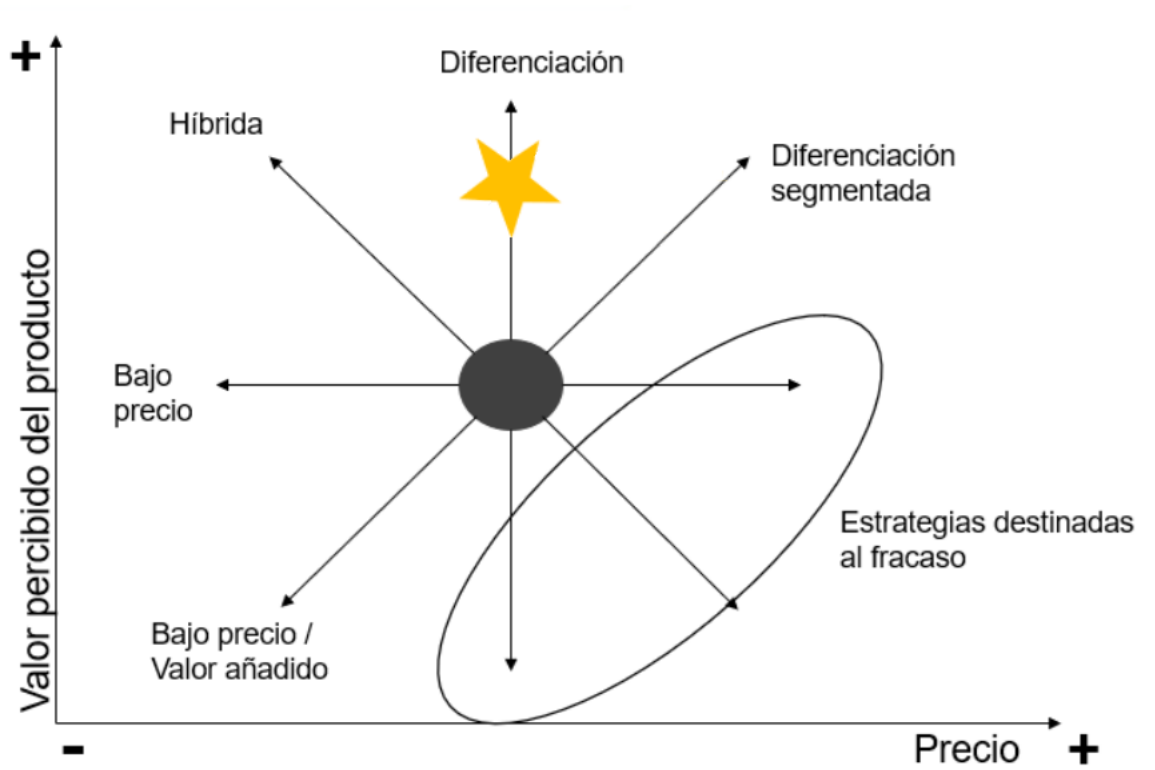 +
Diferenciación
Híbrida
Diferenciación
segmentada
Valor percibido del producto
Bajo
precio
Estrategias destinadas
al fracaso
Bajo precio /
Valor añadido
-
Precio
+